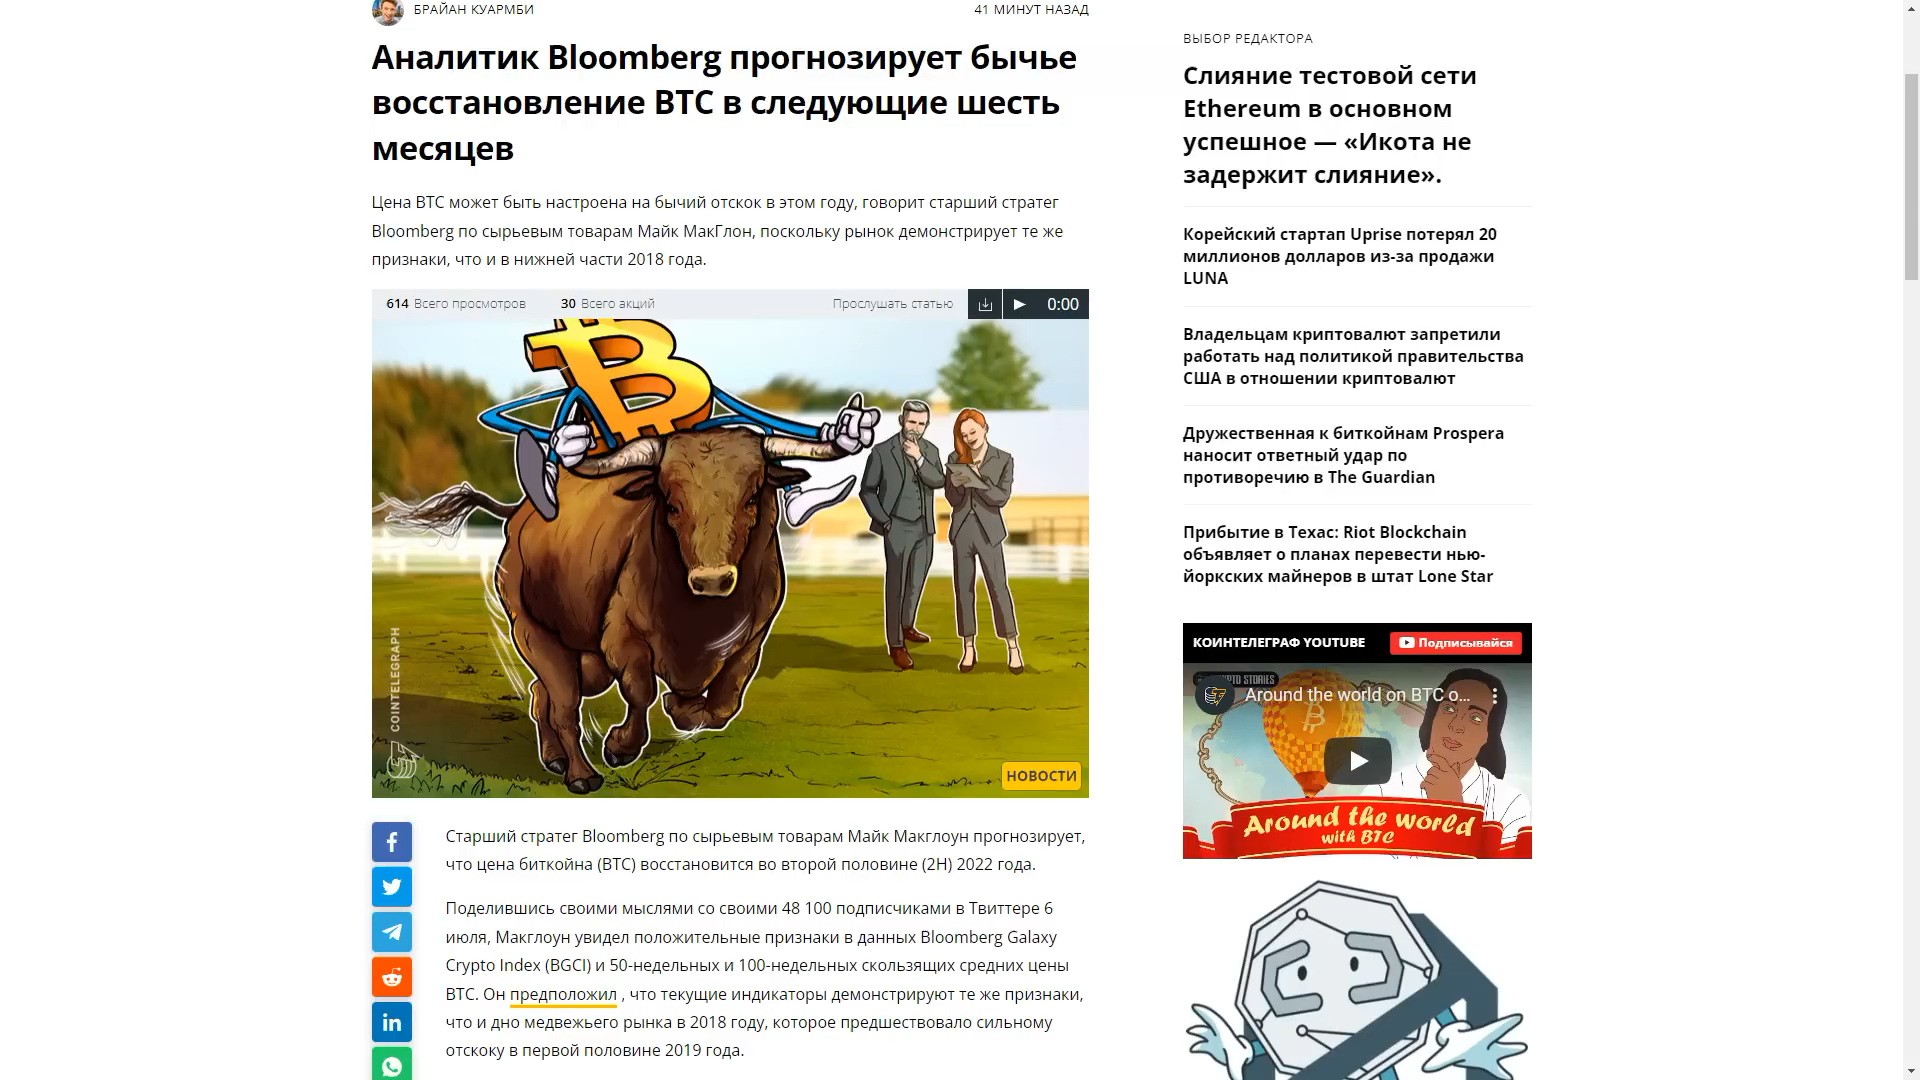 БРАЙАН КУАРМБИ
41 МИНУТ НАЗАД
Аналитик Bloomberg прогнозирует бычье
восстановление BTC в следующие шесть
месяцев
Цена BTC может быть настроена на бычий отскок в этом году, говорит старший стратег
Bloomberg по сырьевым товарам Майк МакГлон, поскольку рынок демонстрирует те же
признаки, что и в нижней части 2018 года.
614 Всего просмотров
30 Всего акций
Прослушать статью
0:00
COINTELEGRAPH
НОВОСТИ
Старший стратег Bloomberg по сырьевым товарам Майк Макглоун прогнозирует,
что цена биткойна (BTC) восстановится во второй половине (2H) 2022 года.
Поделившись своими мыслями со своими 48 100 подписчиками в Твиттере 6
июля, Макглоун увидел положительные признаки в данных Bloomberg Galaxy
Crypto Index (BGCI) и 50-недельных и 100-недельных скользящих средних цены
BTC. Он предположил , что текущие индикаторы демонстрируют те же признаки,
что и дно медвежьего рынка в 2018 году, которое предшествовало сильному
отскоку в первой половине 2019 года.
ВЫБОР РЕДАКТОРА
Слияние тестовой сети
Ethereum в основном
успешное — «Икота не
задержит слияние».
Корейский стартап Uprise потерял 20
миллионов долларов из-за продажи
LUNA
Владельцам криптовалют запретили
работать над политикой правительства
США в отношении криптовалют
Дружественная к биткойнам Prospera
наносит ответный удар по
противоречию в The Guardian
Прибытие в Техас: Riot Blockchain
объявляет о планах перевести нью-
йоркских майнеров в штат Lone Star
КОИНТЕЛЕГРАФ YOUTUBE
Подписывайся
STORIES
Around the world on BTC o...
Around the world
with BTC